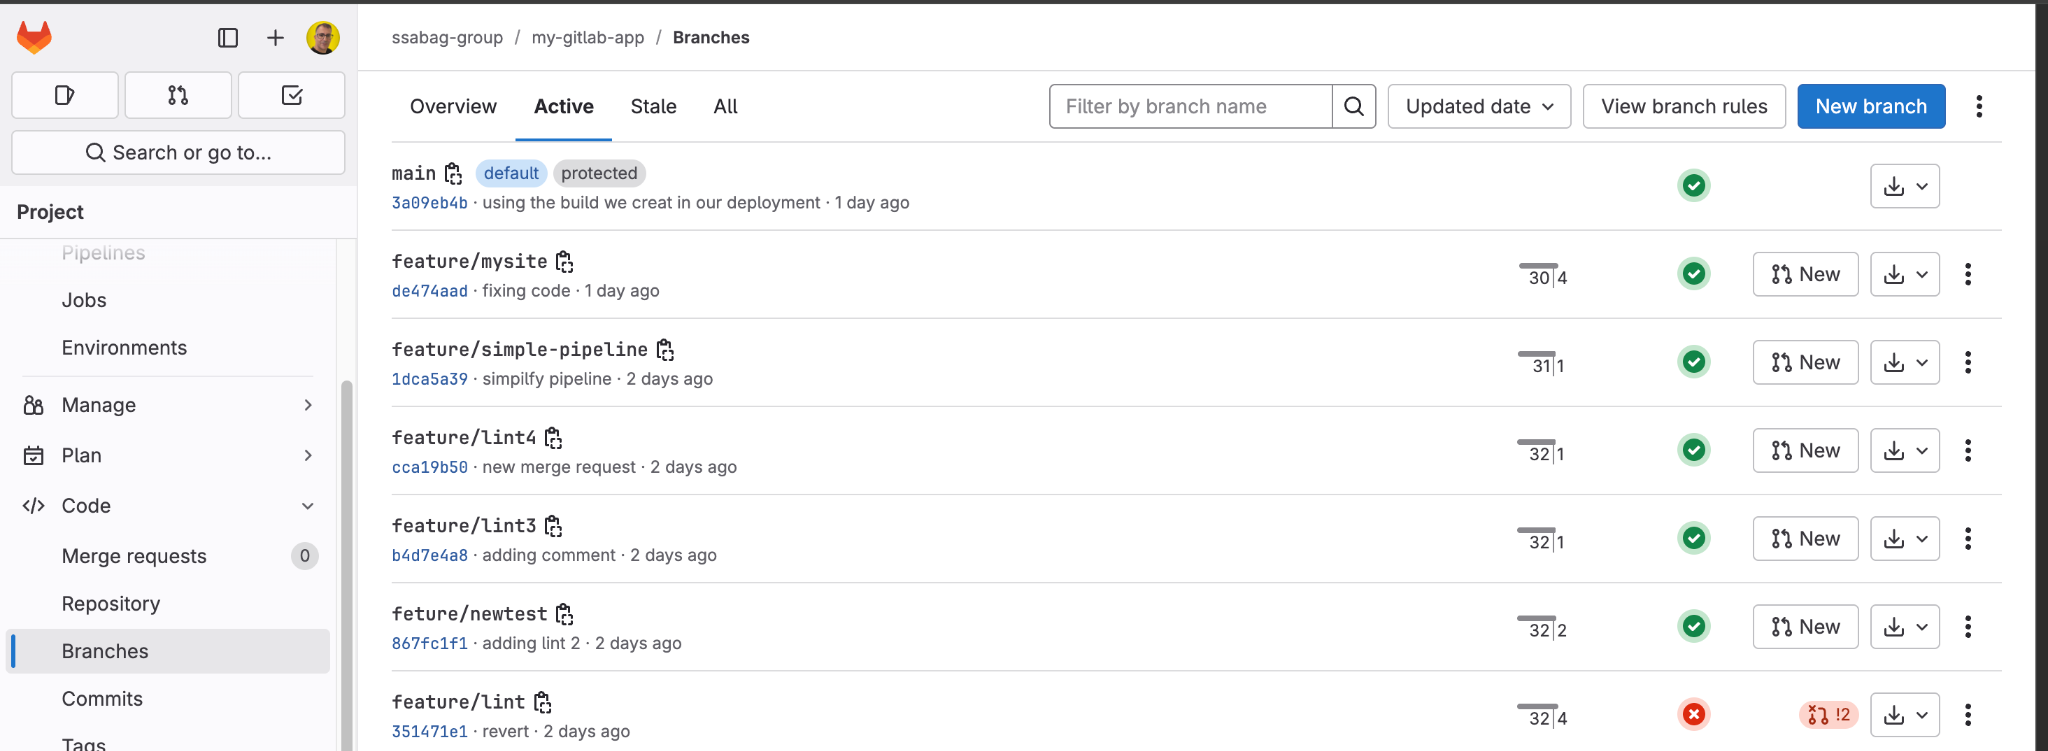 ssabag-group / my-gitlab-app / Branches
Search or go to...
Project
Pipelines
Jobs
Environments
Manage
Plan
Code
Merge requests 0
Repository
Branches
Commits
Tags
Overview Active Stale All
Filter by branch name
Updated date
View branch rules
New branch
main default protected
3a09eb4b · using the build we creat in our deployment · 1 day ago
feature/mysite
de474aad · fixing code · 1 day ago
30 4 New
feature/simple-pipeline
1dca5a39 · simpilfy pipeline · 2 days ago
31 1 New
feature/lint4
cca19b50 · new merge request · 2 days ago
32 1 New
feature/lint3
b4d7e4a8 · adding comment · 2 days ago
32 1 New
feture/newtest
867fc1f1 · adding lint 2 · 2 days ago
32 2 New
feature/lint
351471e1 · revert · 2 days ago
32 4 !2